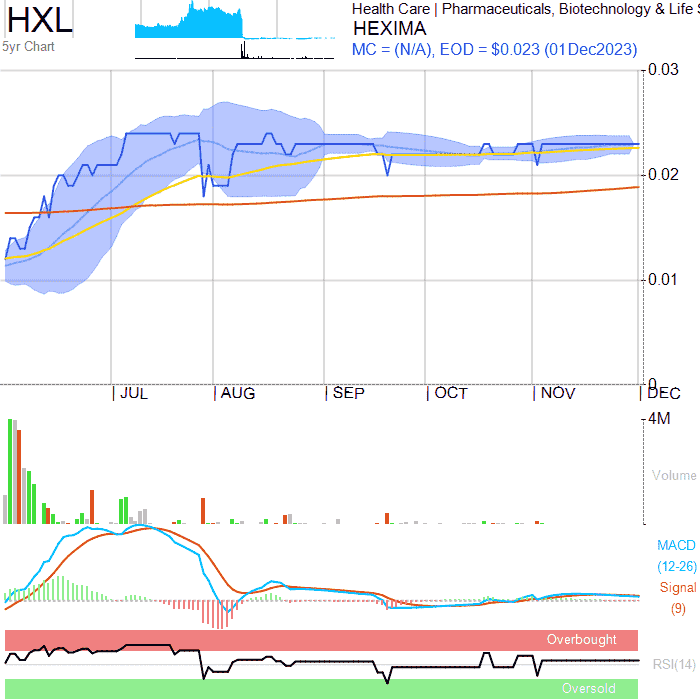 HXL
Health Care | Pharmaceuticals, Biotechnology & Life S
HEXIMA
5yr Chart
MC = (N/A), EOD = $0.023 (01Dec2023)
0.03
0.02
0.01
0
JUL AUG SEP OCT NOV DEC
4M
Volume
MACD
(12-26)
Signal
(9)
Overbought
RSI(14)
Oversold